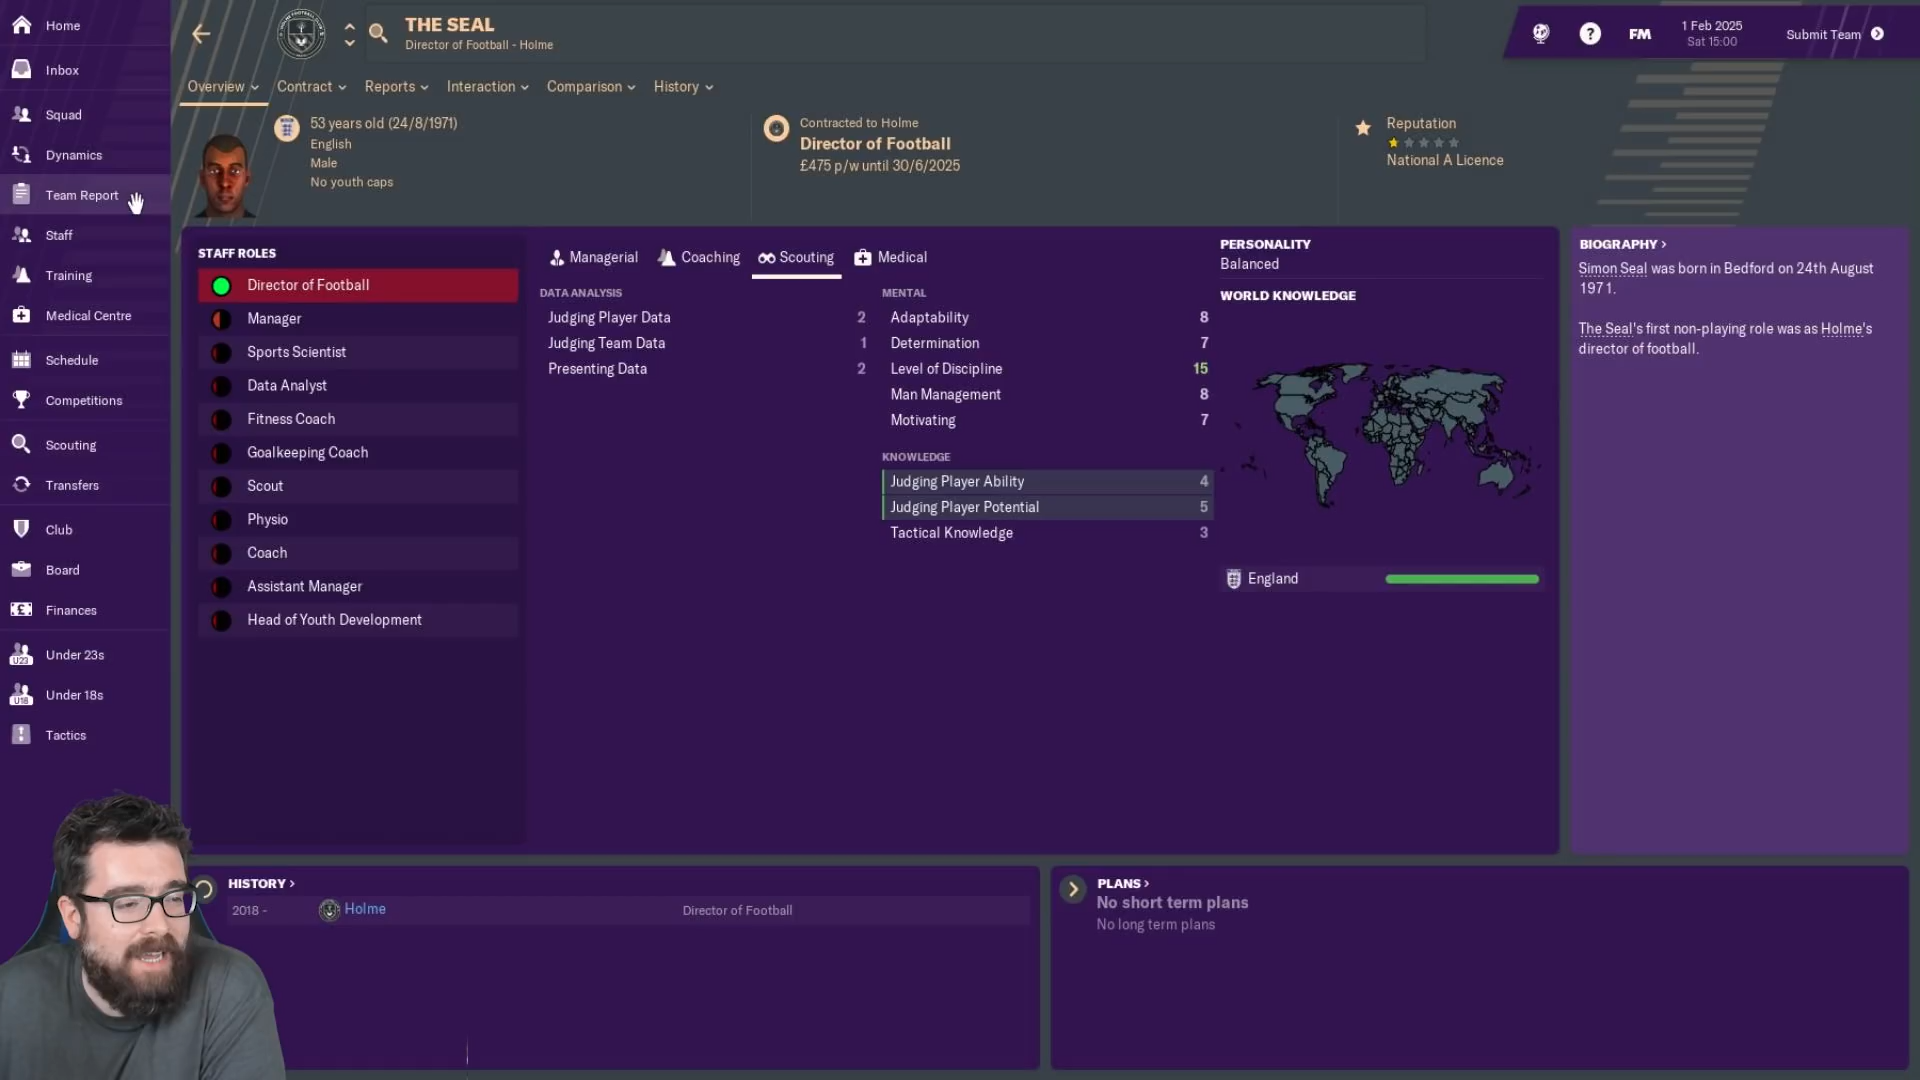 Home
Inbox
Squad
Dynamics
Team Report
Staff
Training
Medical Centre
Schedule
Competitions
Scouting
Transfers
Club
Board
Finances
U23
Under 23s
U18
Under 18s
Tactics
THE SEAL
Director of Football - Holme
FM
1 Feb 2025
Sat 15:00
Submit Team
Overview
Contract
Reports
Interaction
Comparison
History
53 years old (24/8/1971)
English
Male
No youth caps
Contracted to Holme
Director of Football
£475 p/w until 30/6/2025
Reputation
National A Licence
STAFF ROLES
Director of Football
Manager
Sports Scientist
Data Analyst
Fitness Coach
Goalkeeping Coach
Scout
Physio
Coach
Assistant Manager
Head of Youth Development
Managerial
Coaching
Scouting
Medical
DATA ANALYSIS
Judging Player Data 2
Judging Team Data 1
Presenting Data 2
MENTAL
Adaptability 8
Determination 7
Level of Discipline 15
Man Management 8
Motivating 7
KNOWLEDGE
Judging Player Ability 4
Judging Player Potential 5
Tactical Knowledge 3
PERSONALITY
Balanced
WORLD KNOWLEDGE
England
BIOGRAPHY >
Simon Seal was born in Bedford on 24th August
1971.
The Seal's first non-playing role was as Holme's
director of football.
HISTORY >
2018 - Holme Director of Football
PLANS >
No short term plans
No long term plans